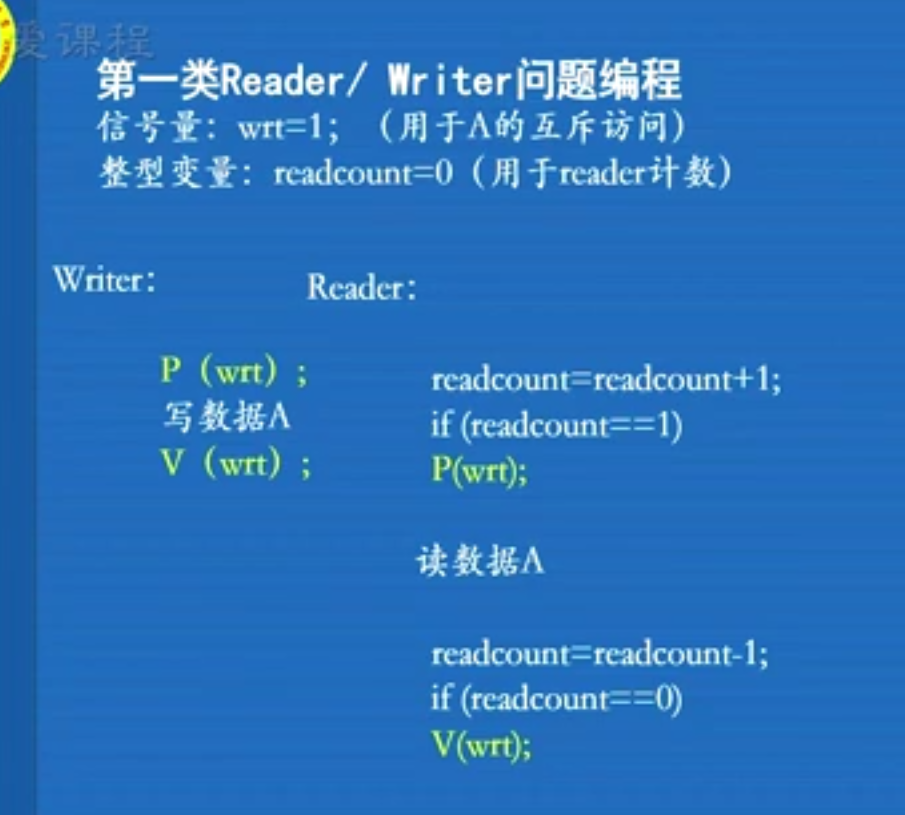 爱课程
第一类Reader/ Writer问题编程
信号量：wrt=1；（用于A的互斥访问）
整型变量：readcount=0（用于reader计数）
Writer：
P（wrt）；
写数据A
V（wrt）；
Reader：
readcount=readcount+1;
if (readcount==1)
P(wrt);
读数据A
readcount=readcount-1;
if (readcount==0)
V(wrt);